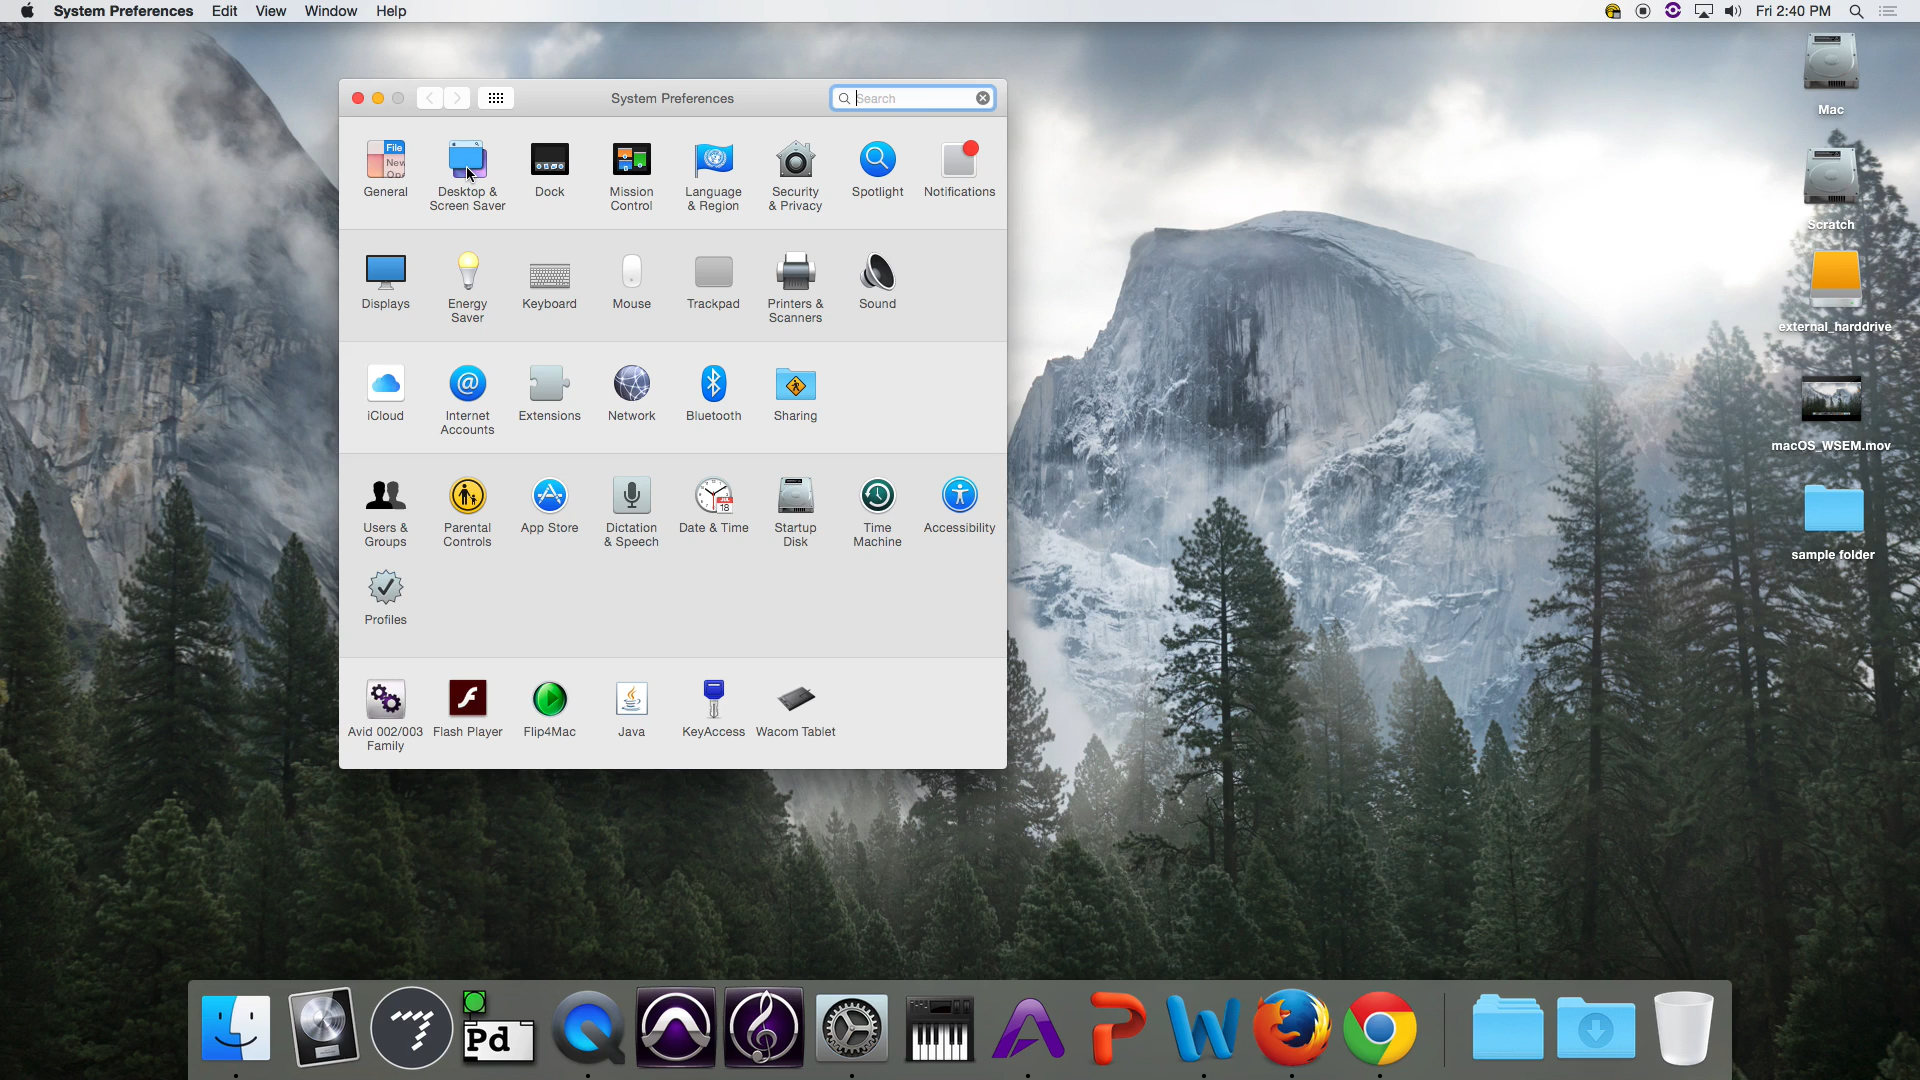 System Preferences Edit View Window Help Fri 2:40 PM
System Preferences
Search
File
New
General
Desktop &
Screen Saver
Dock
Mission
Control
Language
& Region
Security
& Privacy
Spotlight
Notifications
Displays
Energy
Saver
Keyboard
Mouse
Trackpad
Printers &
Scanners
Sound
iCloud
Internet
Accounts
Extensions
Network
Bluetooth
Sharing
Users &
Groups
Parental
Controls
App Store
Dictation
& Speech
JUL
18
Date & Time
Startup
Disk
Time
Machine
Accessibility
Profiles
Avid 002/003
Family
Flash Player
Flip4Mac
Java
KeyAccess
Wacom Tablet
Mac
Scratch
external_harddrive
macOS_WSEM.mov
sample folder
Pd